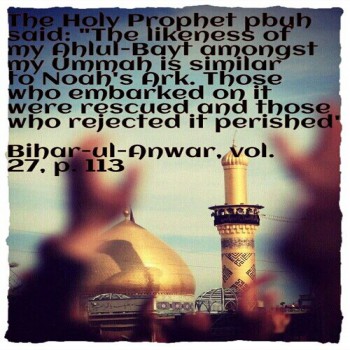 The Holy Prophet pbuh
said: "The likeness of
my Ahlul-Bayt amongst
my Ummah is similar
to Noah's Ark. Those
who embarked on it
were rescued and those
who rejected it perished"
Bihar-ul-Anwar, vol.
27, p. 113